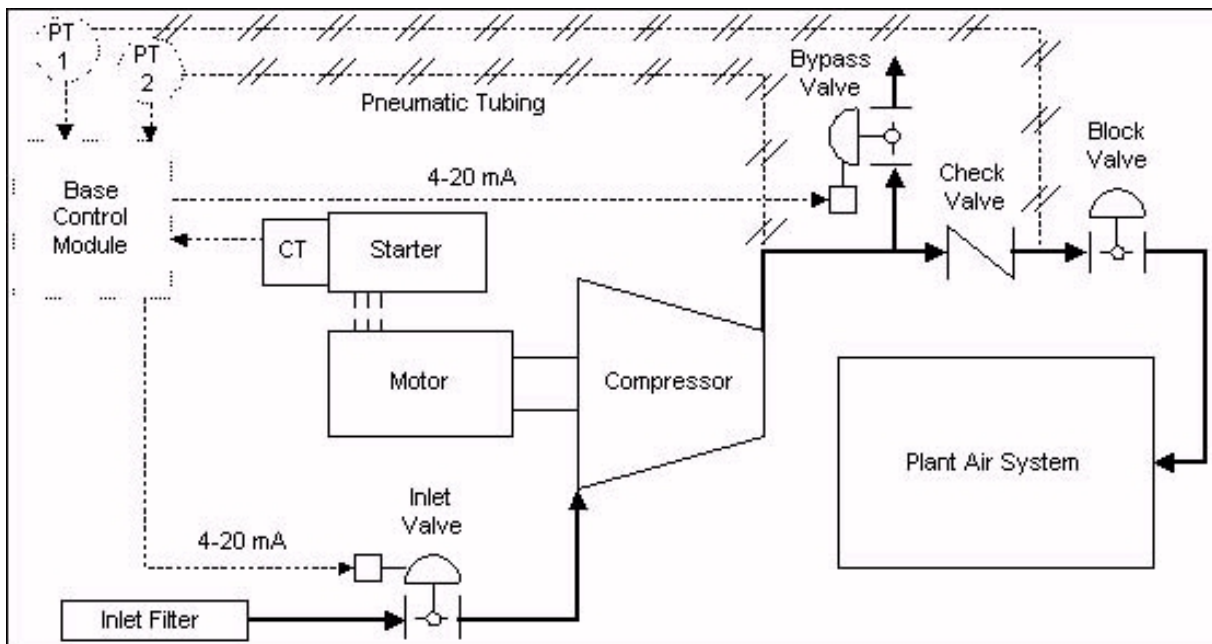 PT
1
PT
2
Pneumatic Tubing
Bypass
Valve
Block
Valve
Check
Valve
4-20 mA
Base
Control
Module
CT
Starter
Motor
Compressor
Plant Air System
Inlet
Valve
4-20 mA
Inlet Filter